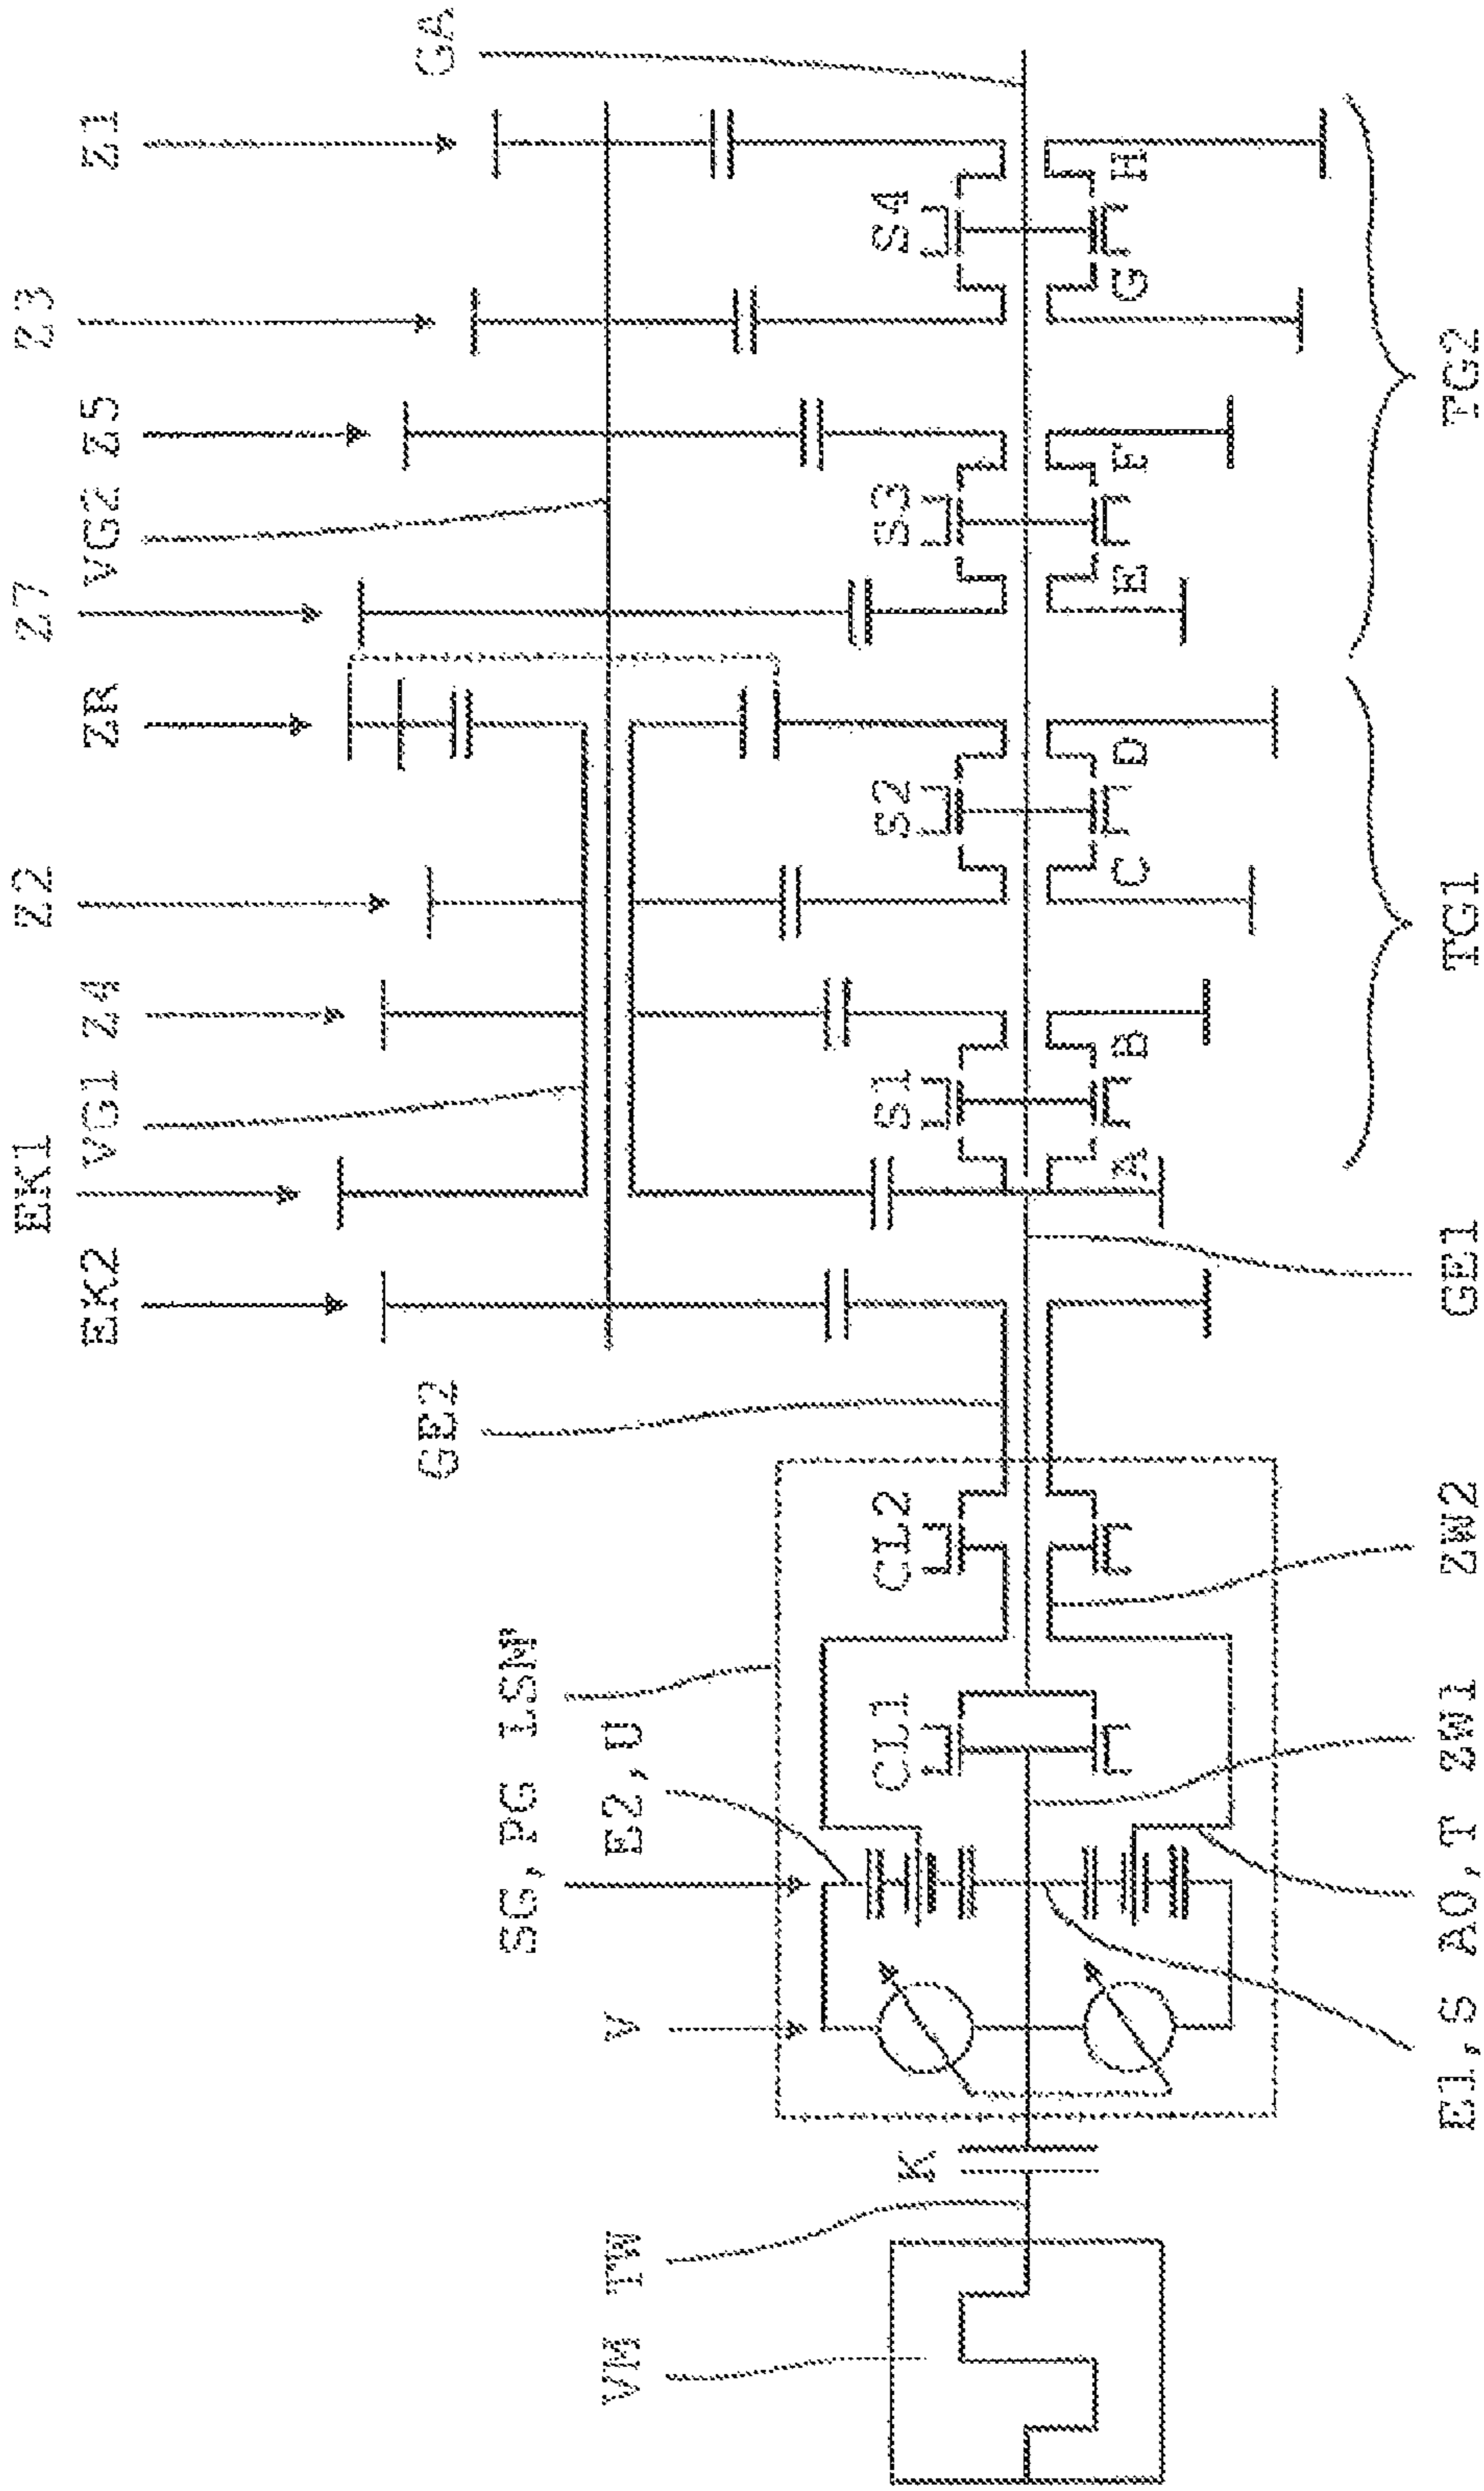 EK1 Z2 Z7 Z3
EK2 VG1 Z4 ZR VG2 Z5 Z1
GE2 GA
SG,PG LSM
VM TW V E2,U
K CL1 CL2 S1 S2 S3 S4
A B C D E F G H
E1,S AO,T ZW1 ZW2 GE1 TG1 TG2